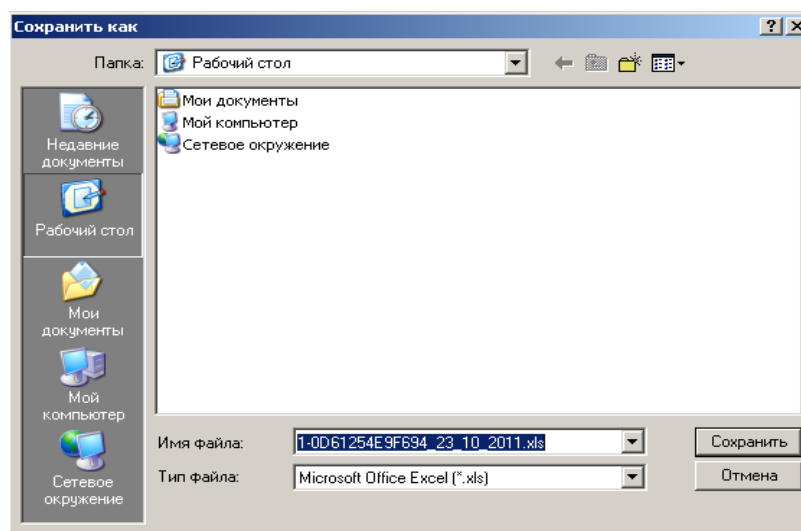 Сохранить как
Папка: Рабочий стол
Недавние
документы
Рабочий стол
Мои
документы
Мой
компьютер
Сетевое
окружение
Мои документы
Мой компьютер
Сетевое окружение
Имя файла: 1-0D61254E9F694_23_10_2011.xls Сохранить
Тип файла: Microsoft Office Excel (*.xls) Отмена